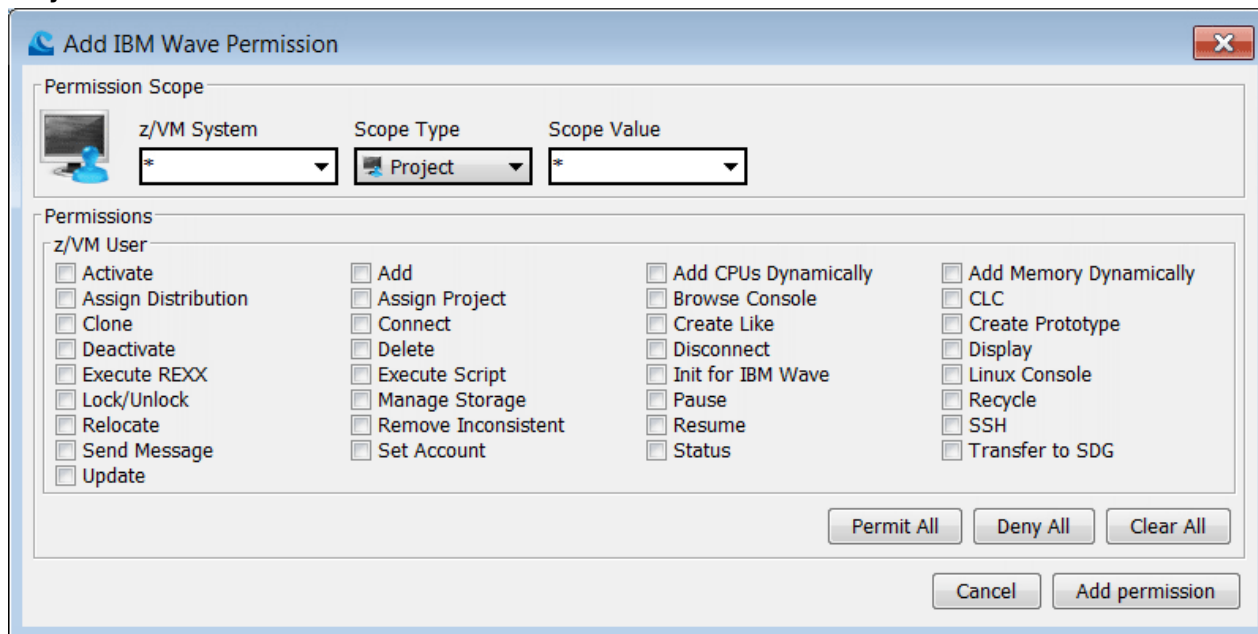 Add IBM Wave Permission
Permission Scope
z/VM System Scope Type Scope Value
* Project *
Permissions
z/VM User
Activate Add Add CPUs Dynamically Add Memory Dynamically
Assign Distribution Assign Project Browse Console CLC
Clone Connect Create Like Create Prototype
Deactivate Delete Disconnect Display
Execute REXX Execute Script Init for IBM Wave Linux Console
Lock/Unlock Manage Storage Pause Recycle
Relocate Remove Inconsistent Resume SSH
Send Message Set Account Status Transfer to SDG
Update
Permit All Deny All Clear All
Cancel Add permission